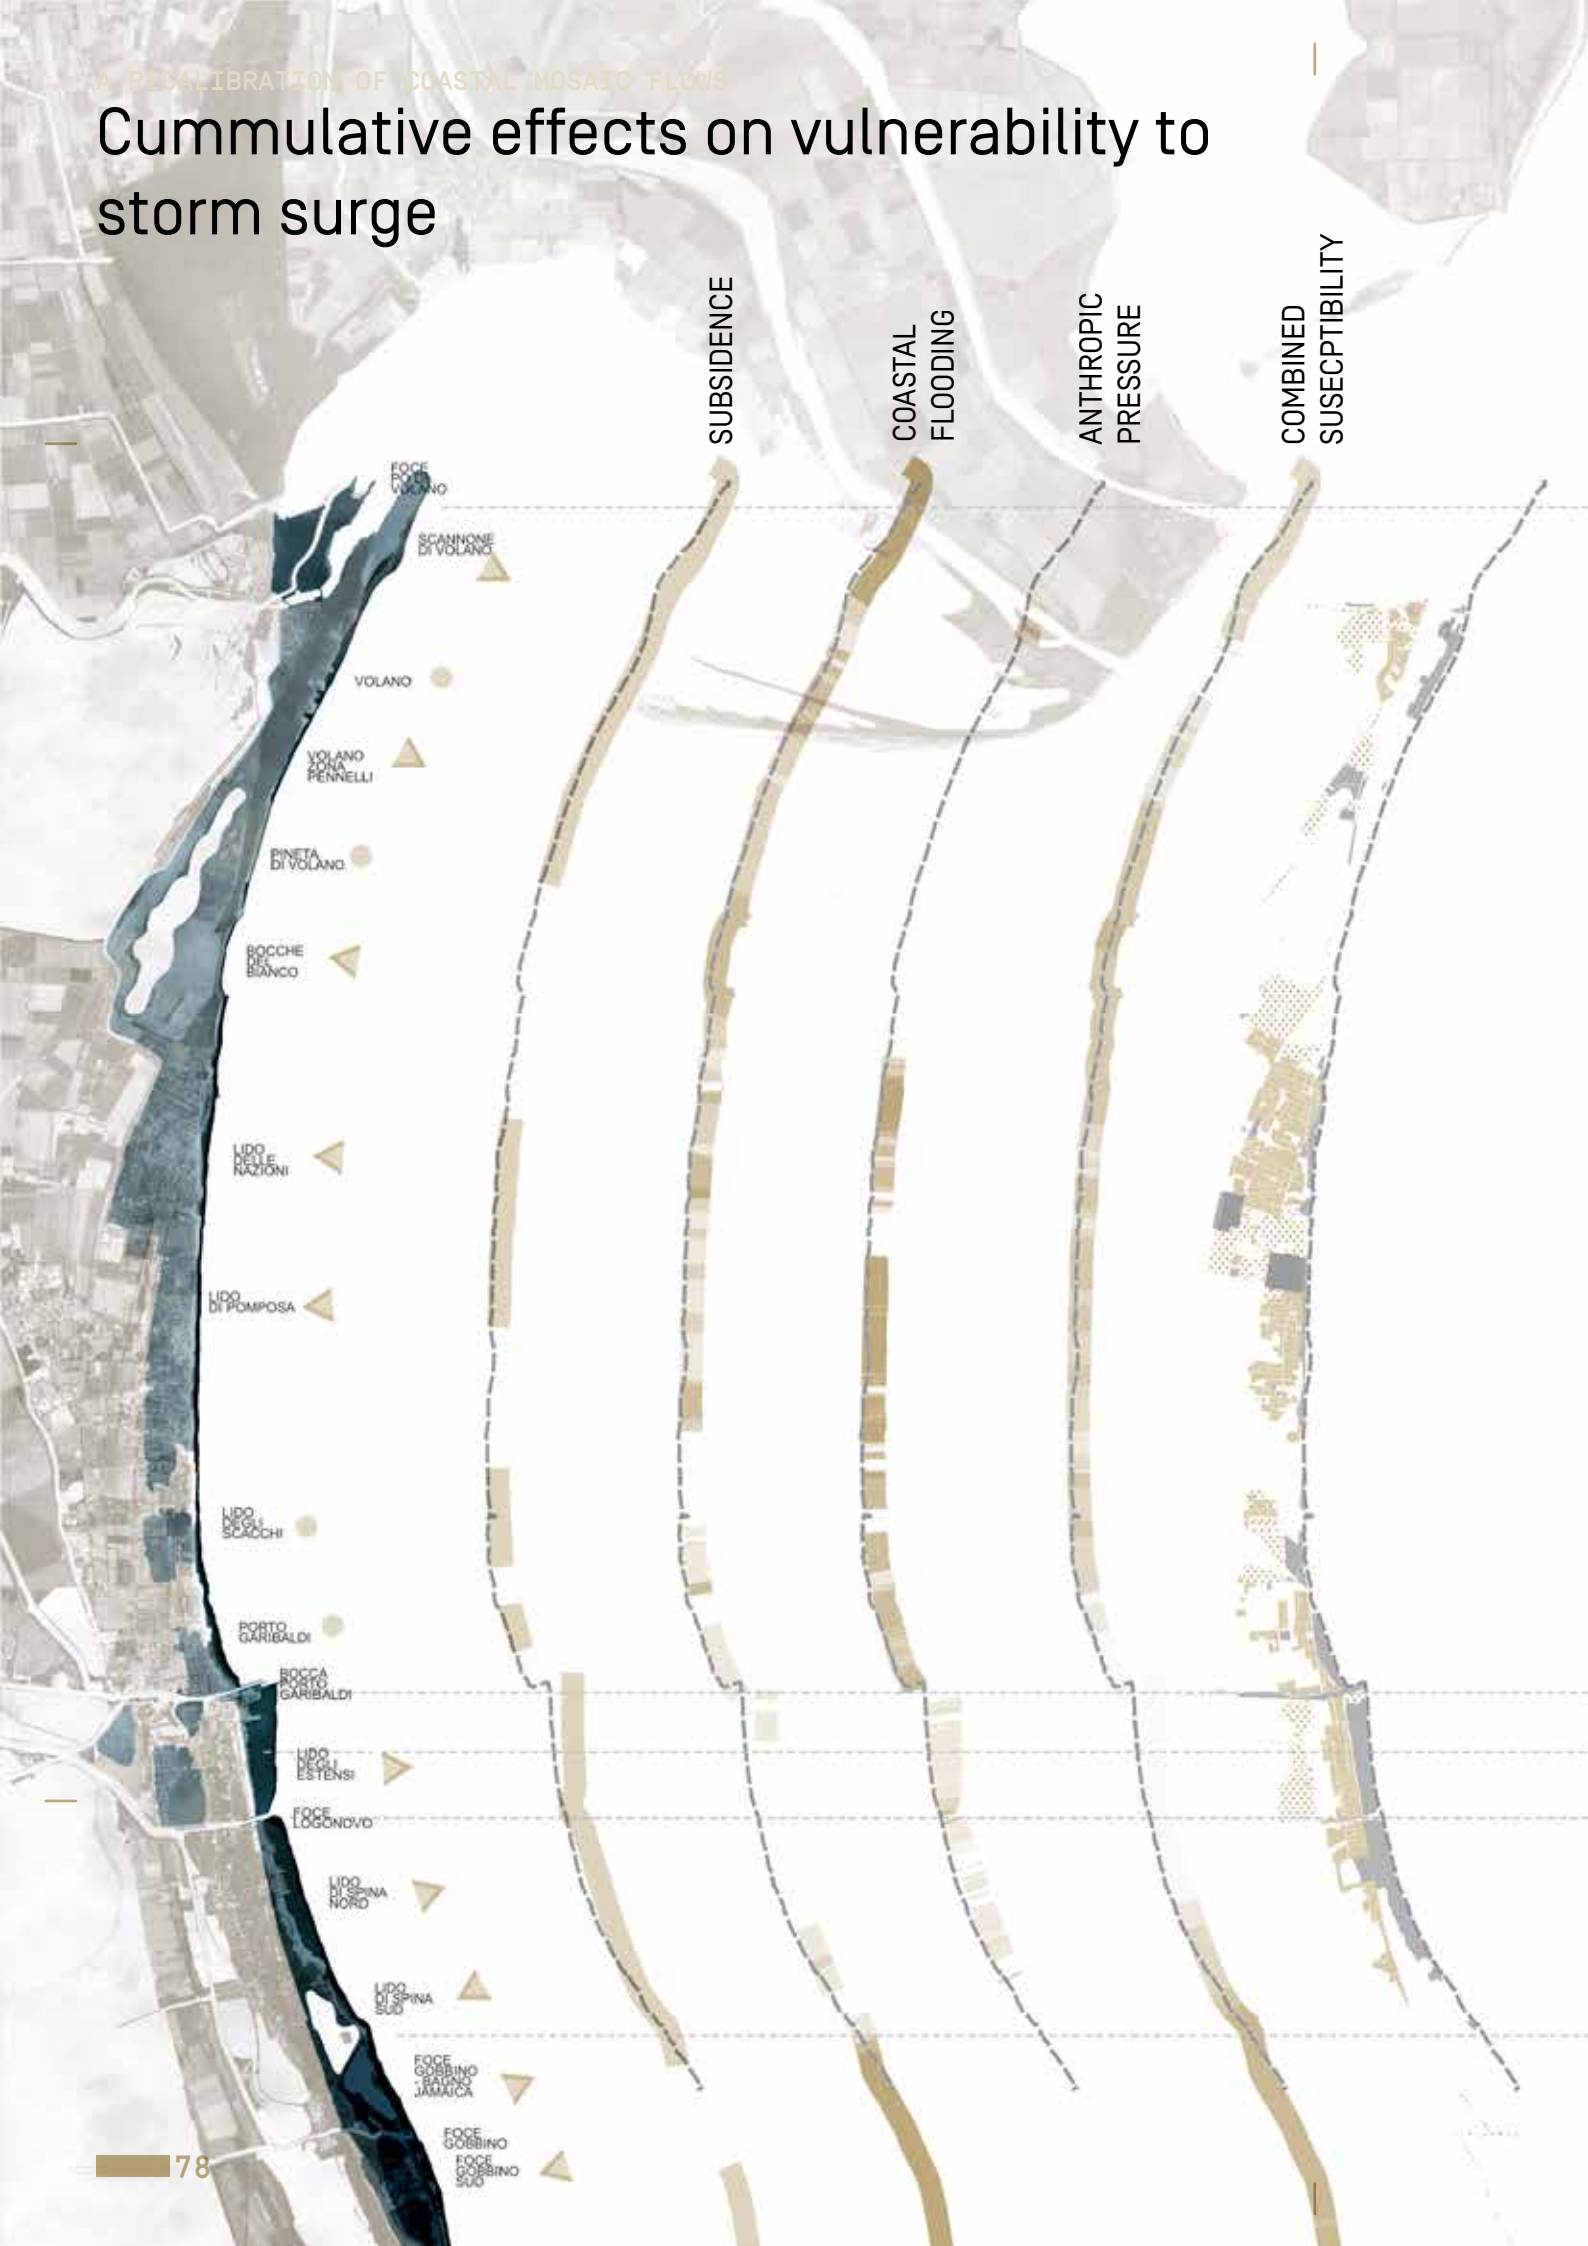 A RECALIBRATION OF COASTAL MOSAIC FLOWS
Cummulative effects on vulnerability to
storm surge
SUBSIDENCE
COASTAL
FLOODING
ANTHROPIC
PRESSURE
COMBINED
SUSECPTIBILITY
FOCE
PO DI
VOLANO
SCANNONE
DI VOLANO
VOLANO
VOLANO
ZONA
PENNELLI
PINETA
DI VOLANO
BOCCHE
DEL
BIANCO
LIDO
DELLE
NAZIONI
LIDO
DI POMPOSA
LIDO
DEGLI
SCACCHI
PORTO
GARIBALDI
BOCCA
PORTO
GARIBALDI
LIDO
DEGLI
ESTENSI
FOCE
LOGONOVO
LIDO
DI SPINA
NORD
LIDO
DI SPINA
SUD
FOCE
GOBBINO
- BAGNO
JAMAICA
FOCE
GOBBINO
FOCE
GOBBINO
SUD
78